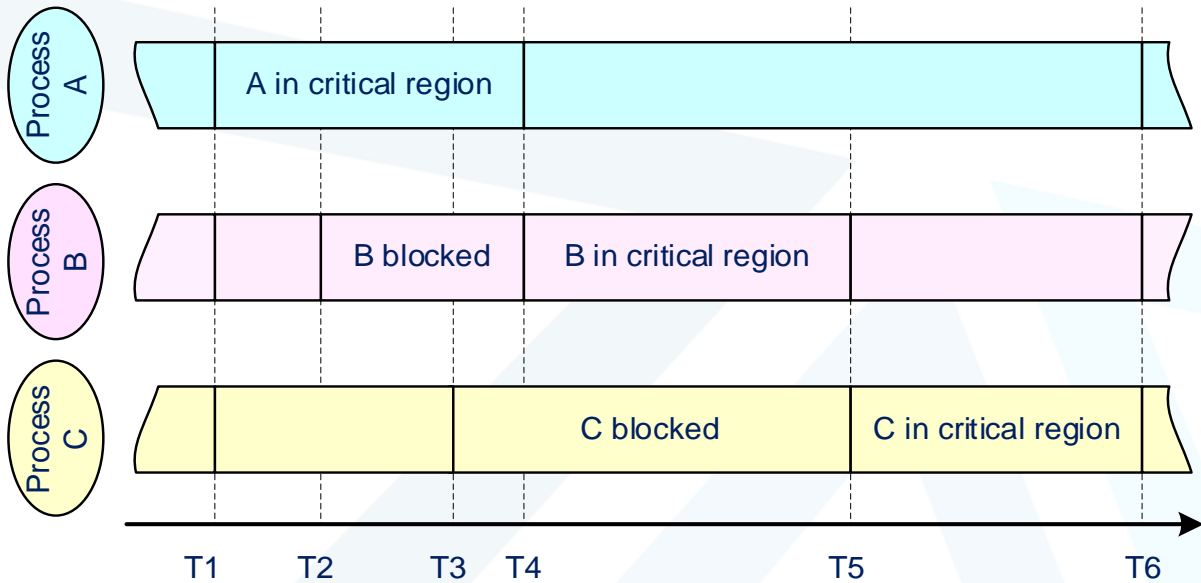 Process
A
A in critical region
Process
B
B blocked
B in critical region
Process
C
C blocked
C in critical region
T1
T2
T3
T4
T5
T6